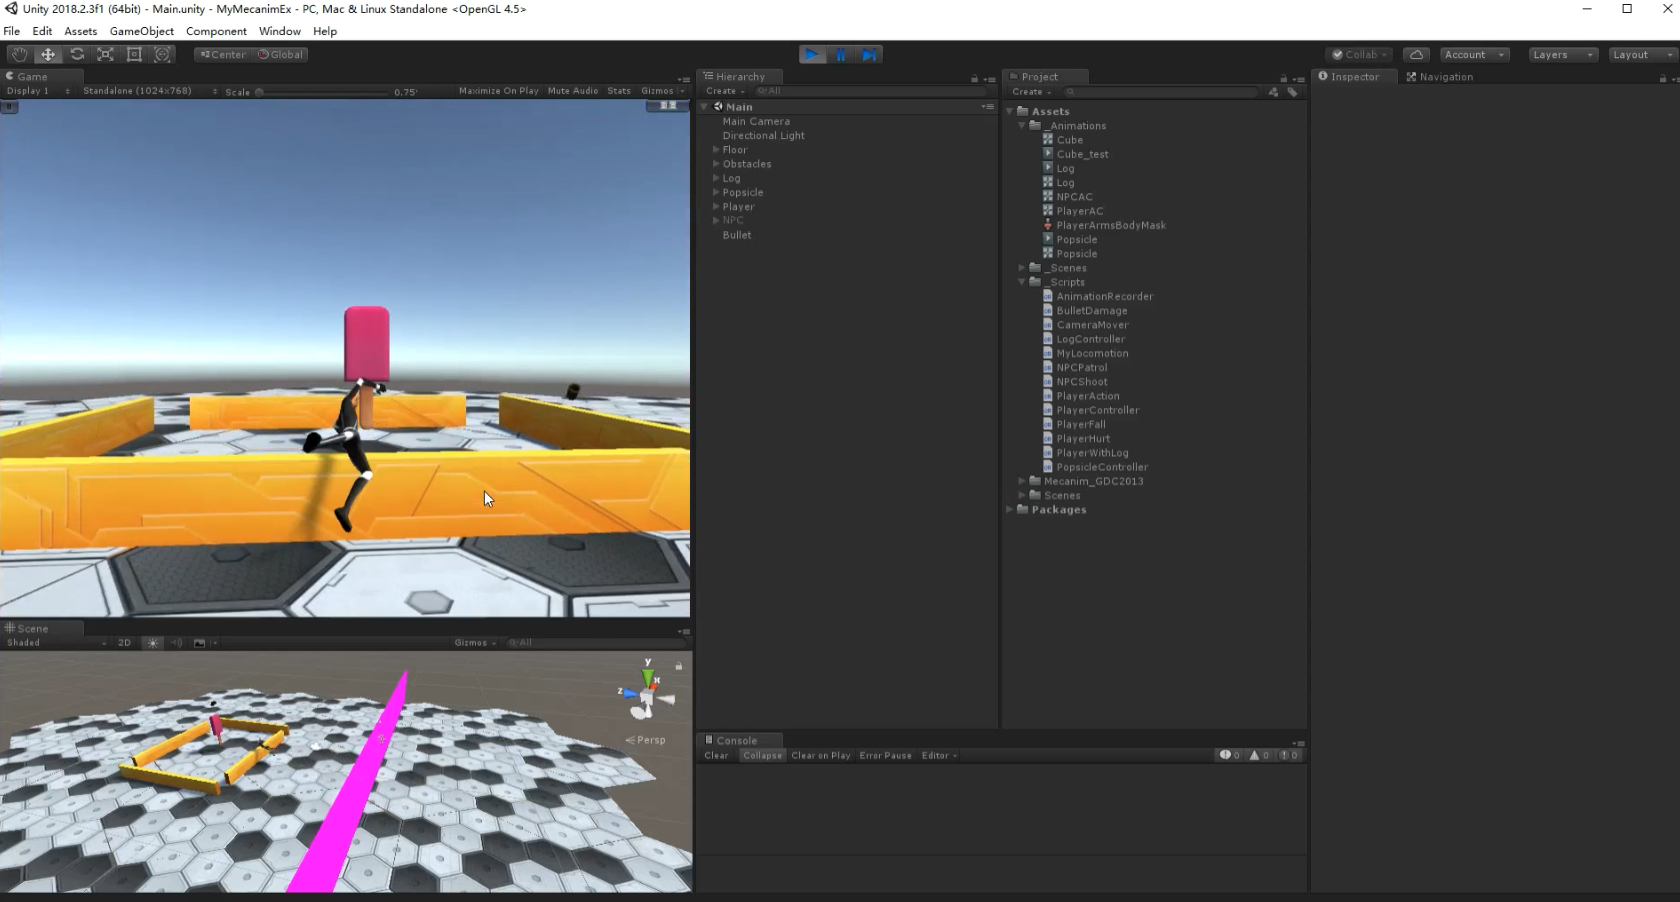 Unity 2018.2.3f1 (64bit) - Main.unity - MyMecanimEx - PC, Mac & Linux Standalone <OpenGL 4.5>
File Edit Assets GameObject Component Window Help
Center Global Collab Account Layers Layout
Game
Display 1 Standalone (1024x768) Scale 0.75' Maximize On Play Mute Audio Stats Gizmos
Hierarchy
Create All
Main
Main Camera
Directional Light
Floor
Obstacles
Log
Popsicle
Player
NPC
Bullet
Project
Create
Assets
_Animations
Cube
Cube_test
Log
Log
NPCAC
PlayerAC
PlayerArmsBodyMask
Popsicle
Popsicle
_Scenes
_Scripts
AnimationRecorder
BulletDamage
CameraMover
LogController
MyLocomotion
NPCPatrol
NPCShoot
PlayerAction
PlayerController
PlayerFall
PlayerHurt
PlayerWithLog
PopsicleController
Mecanim_GDC2013
Scenes
Packages
Inspector Navigation
Scene
Shaded 2D Gizmos All
y
x
z
Persp
Console
Clear Collapse Clear on Play Error Pause Editor 0 0 0